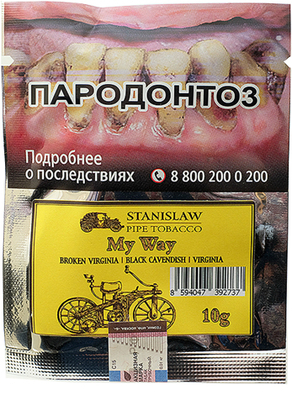 ПАРОДОНТОЗ
Подробнее
о последствиях
8 800 200 0 200
STANISLAW
PIPE TOBACCO
My Way
BROKEN VIRGINIA | BLACK CAVENDISH | VIRGINIA
8 594047 392737
10g